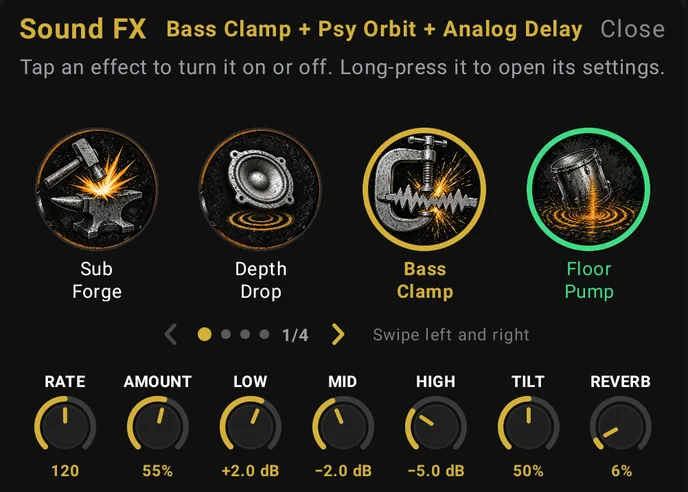 Sound FX Bass Clamp + Psy Orbit + Analog Delay Close
Tap an effect to turn it on or off. Long-press it to open its settings.
Sub Forge
Depth Drop
Bass Clamp
Floor Pump
1/4 Swipe left and right
RATE AMOUNT LOW MID HIGH TILT REVERB
120 55% +2.0 dB −2.0 dB −5.0 dB 50% 6%